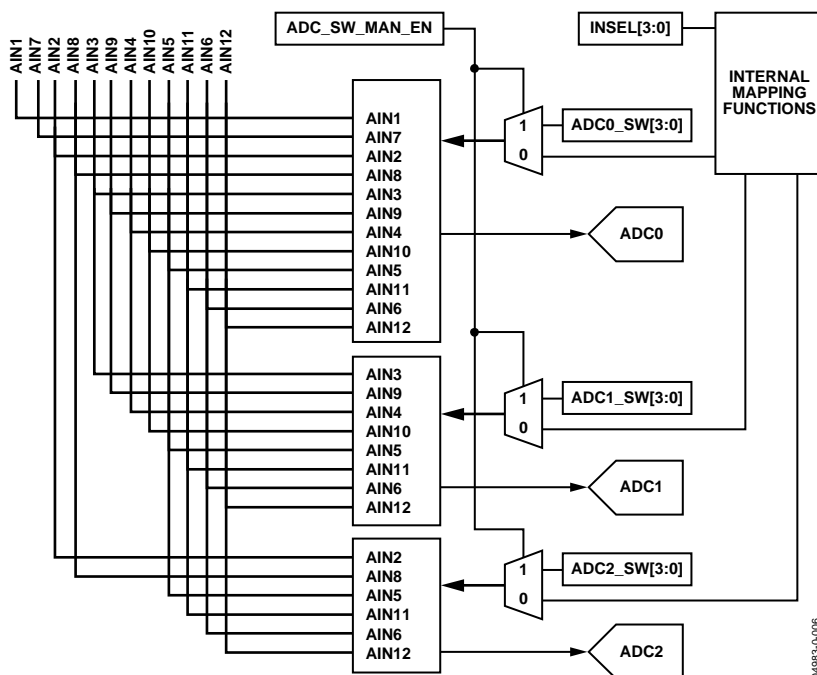 AIN1
AIN7
AIN2
AIN8
AIN3
AIN9
AIN4
AIN10
AIN5
AIN11
AIN6
AIN12
ADC_SW_MAN_EN
INSEL[3:0]
INTERNAL
MAPPING
FUNCTIONS
AIN1
AIN7
AIN2
AIN8
AIN3
AIN9
AIN4
AIN10
AIN5
AIN11
AIN6
AIN12
1
0
ADC0_SW[3:0]
ADC0
AIN3
AIN9
AIN4
AIN10
AIN5
AIN11
AIN6
AIN12
1
0
ADC1_SW[3:0]
ADC1
AIN2
AIN8
AIN5
AIN11
AIN6
AIN12
1
0
ADC2_SW[3:0]
ADC2
04983-0-006